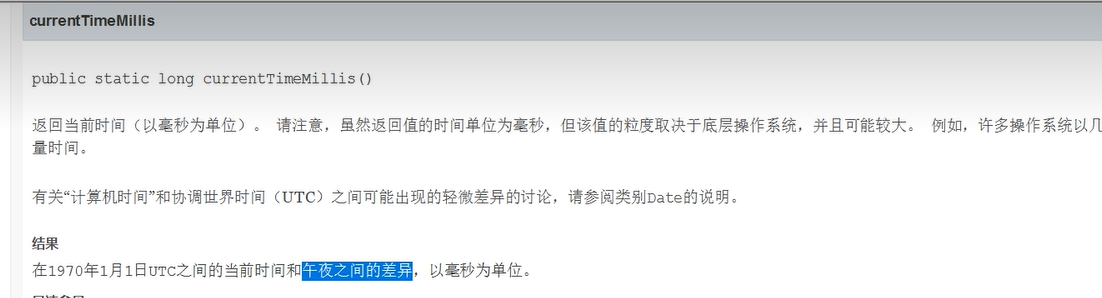 currentTimeMillis
public static long currentTimeMillis()
返回当前时间（以毫秒为单位）。 请注意，虽然返回值的时间单位为毫秒，但该值的粒度取决于底层操作系统，并且可能较大。 例如，许多操作系统以几
量时间。
有关“计算机时间”和协调世界时间（UTC）之间可能出现的轻微差异的讨论，请参阅类别Date的说明。
结果
在1970年1月1日UTC之间的当前时间和午夜之间的差异，以毫秒为单位。